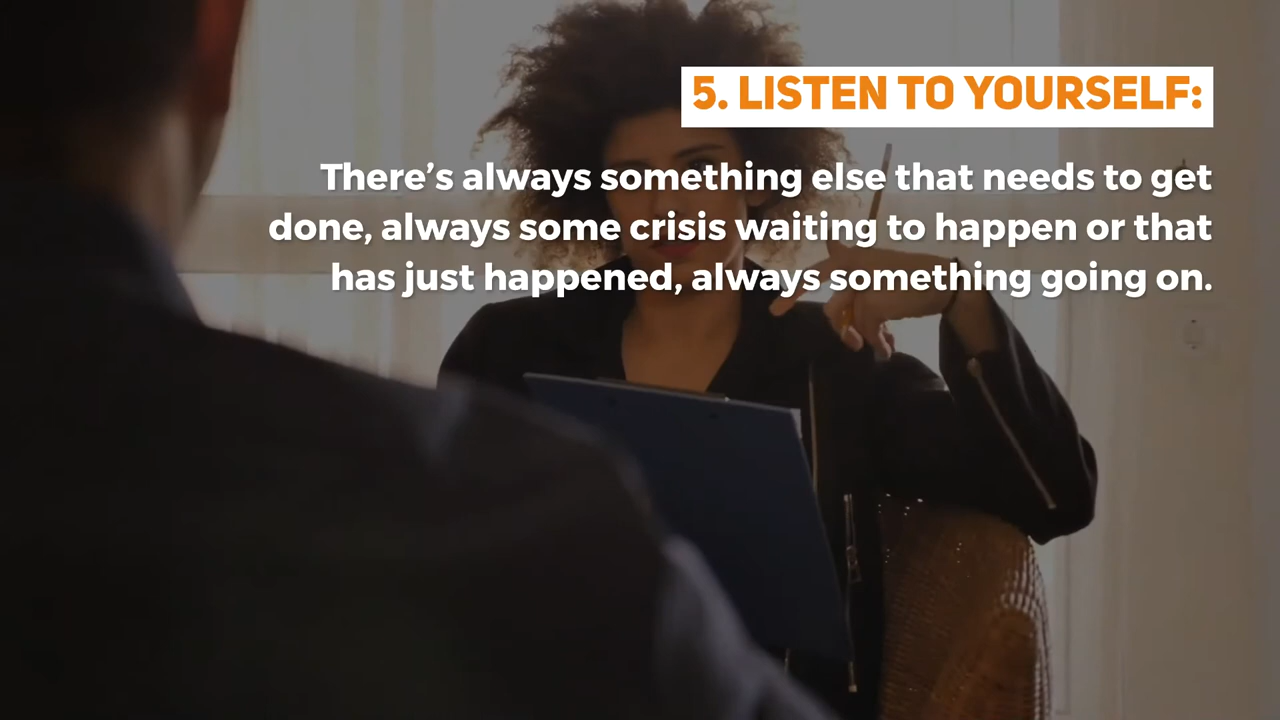 5. LISTEN TO YOURSELF:
There’s always something else that needs to get
done, always some crisis waiting to happen or that
has just happened, always something going on.